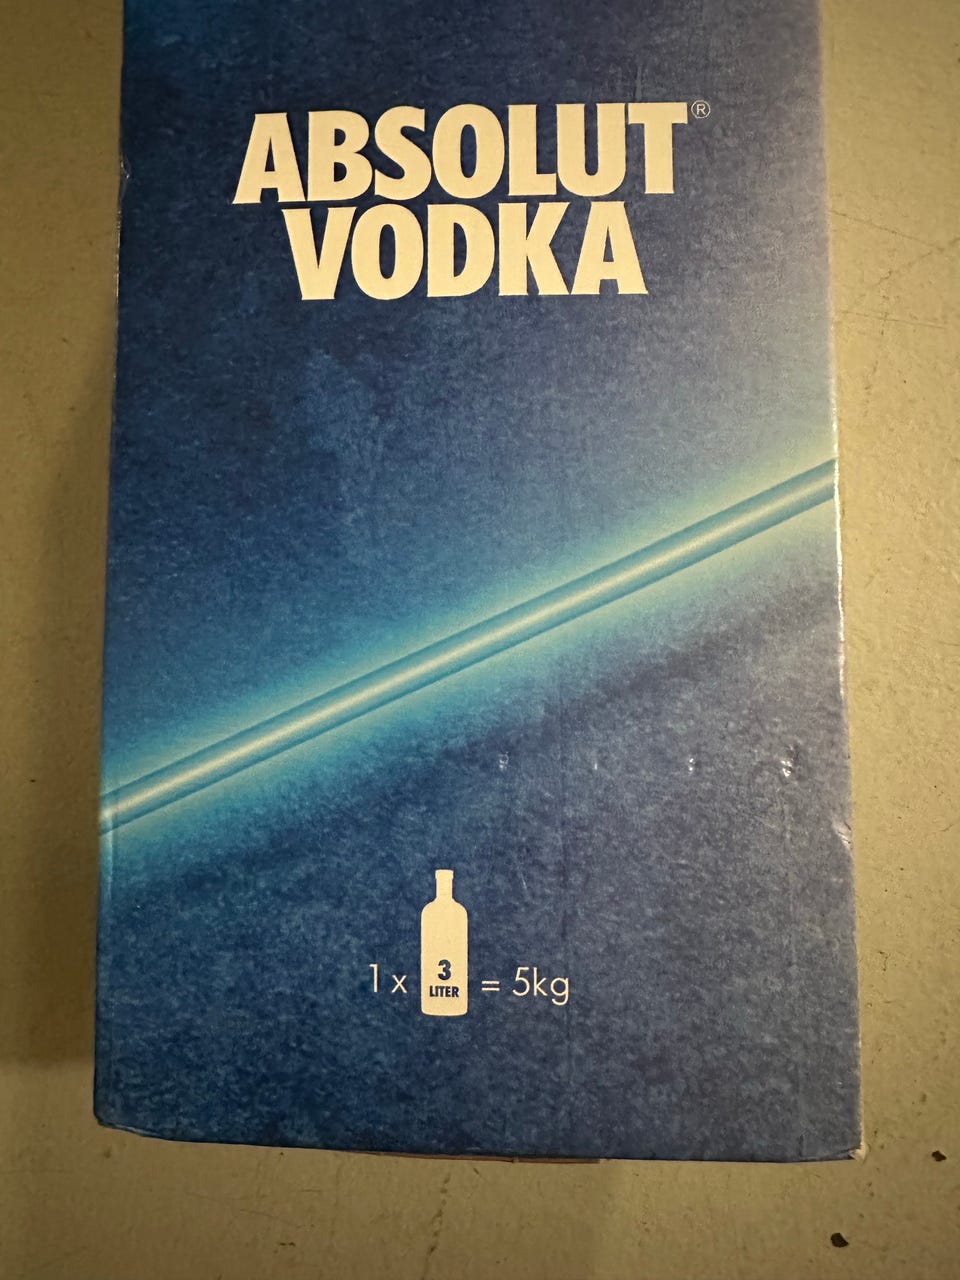 ABSOLUT®
VODKA
1 x 3 LITER = 5kg